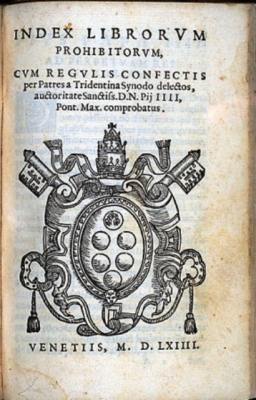 INDEX LIBRORVM
PROHIBITORVM,
CVM REGVLIS CONFECTIS
per Patres a Tridentina Synodo delectos,
auctoritate Sanctiss. D.N. Pij IIII,
Pont. Max. comprobatus.
VENETIIS, M. D. LXIIII.